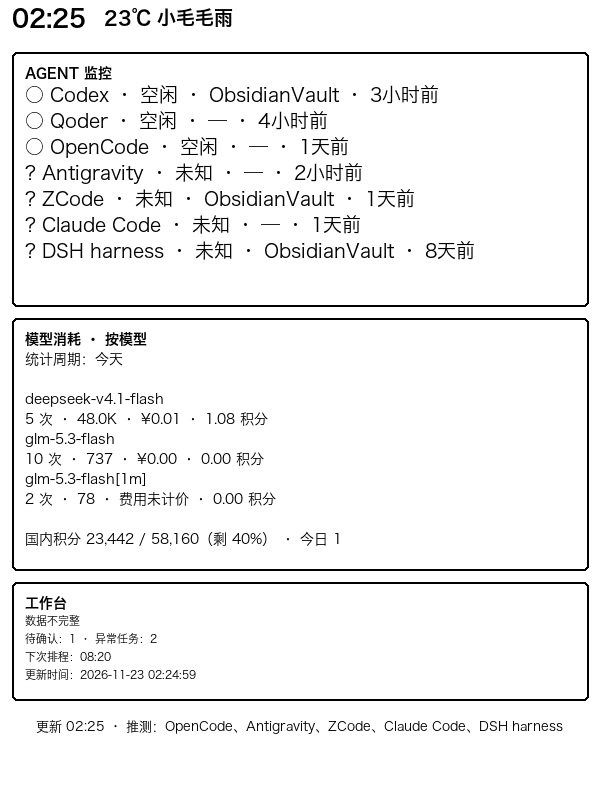 02:25 23℃ 小毛毛雨
AGENT 监控
○ Codex · 空闲 · ObsidianVault · 3小时前
○ Qoder · 空闲 · — · 4小时前
○ OpenCode · 空闲 · — · 1天前
? Antigravity · 未知 · — · 2小时前
? ZCode · 未知 · ObsidianVault · 1天前
? Claude Code · 未知 · — · 1天前
? DSH harness · 未知 · ObsidianVault · 8天前
模型消耗 · 按模型
统计周期：今天
deepseek-v4.1-flash
5 次 · 48.0K · ¥0.01 · 1.08 积分
glm-5.3-flash
10 次 · 737 · ¥0.00 · 0.00 积分
glm-5.3-flash[1m]
2 次 · 78 · 费用未计价 · 0.00 积分
国内积分 23,442 / 58,160（剩 40%） · 今日 1
工作台
数据不完整
待确认：1 · 异常任务：2
下次排程：08:20
更新时间：2026-11-23 02:24:59
更新 02:25 · 推测：OpenCode、Antigravity、ZCode、Claude Code、DSH harness